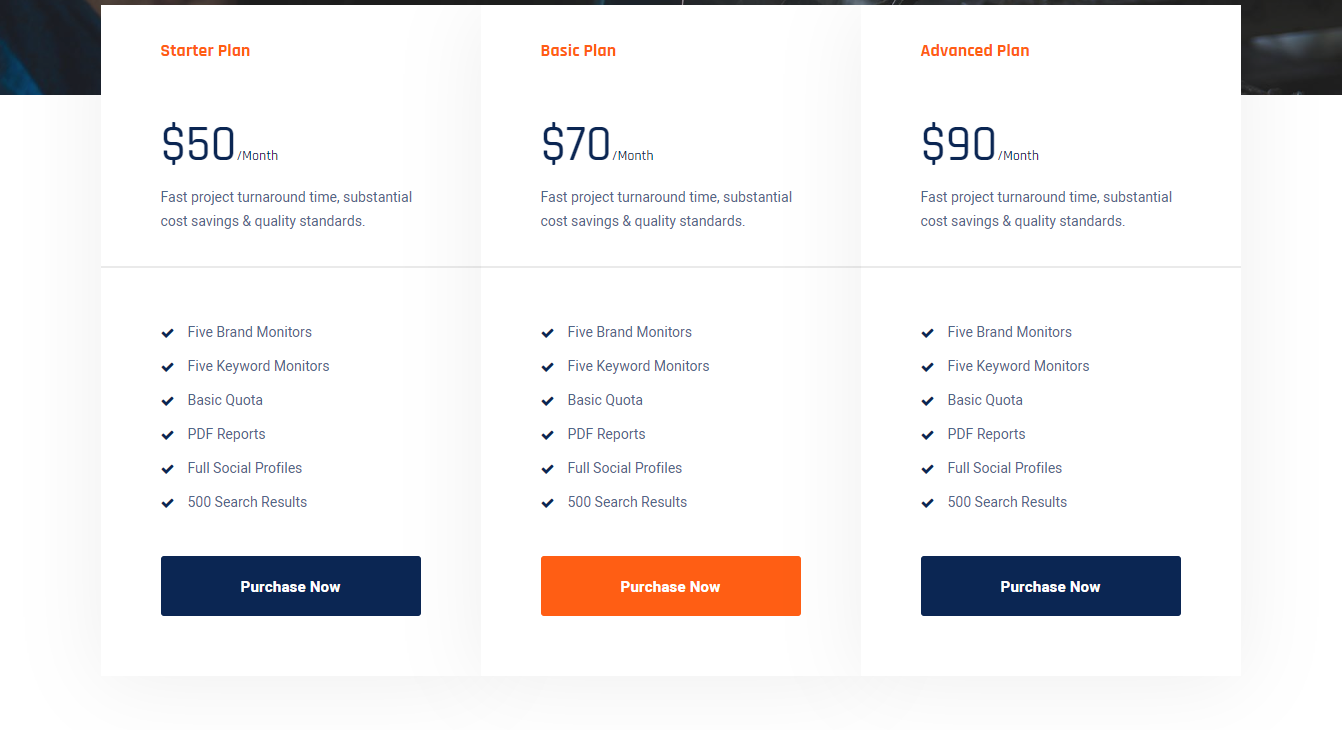 Starter Plan
$50/Month
Fast project turnaround time, substantial
cost savings & quality standards.
Five Brand Monitors
Five Keyword Monitors
Basic Quota
PDF Reports
Full Social Profiles
500 Search Results
Purchase Now
Basic Plan
$70/Month
Fast project turnaround time, substantial
cost savings & quality standards.
Five Brand Monitors
Five Keyword Monitors
Basic Quota
PDF Reports
Full Social Profiles
500 Search Results
Purchase Now
Advanced Plan
$90/Month
Fast project turnaround time, substantial
cost savings & quality standards.
Five Brand Monitors
Five Keyword Monitors
Basic Quota
PDF Reports
Full Social Profiles
500 Search Results
Purchase Now